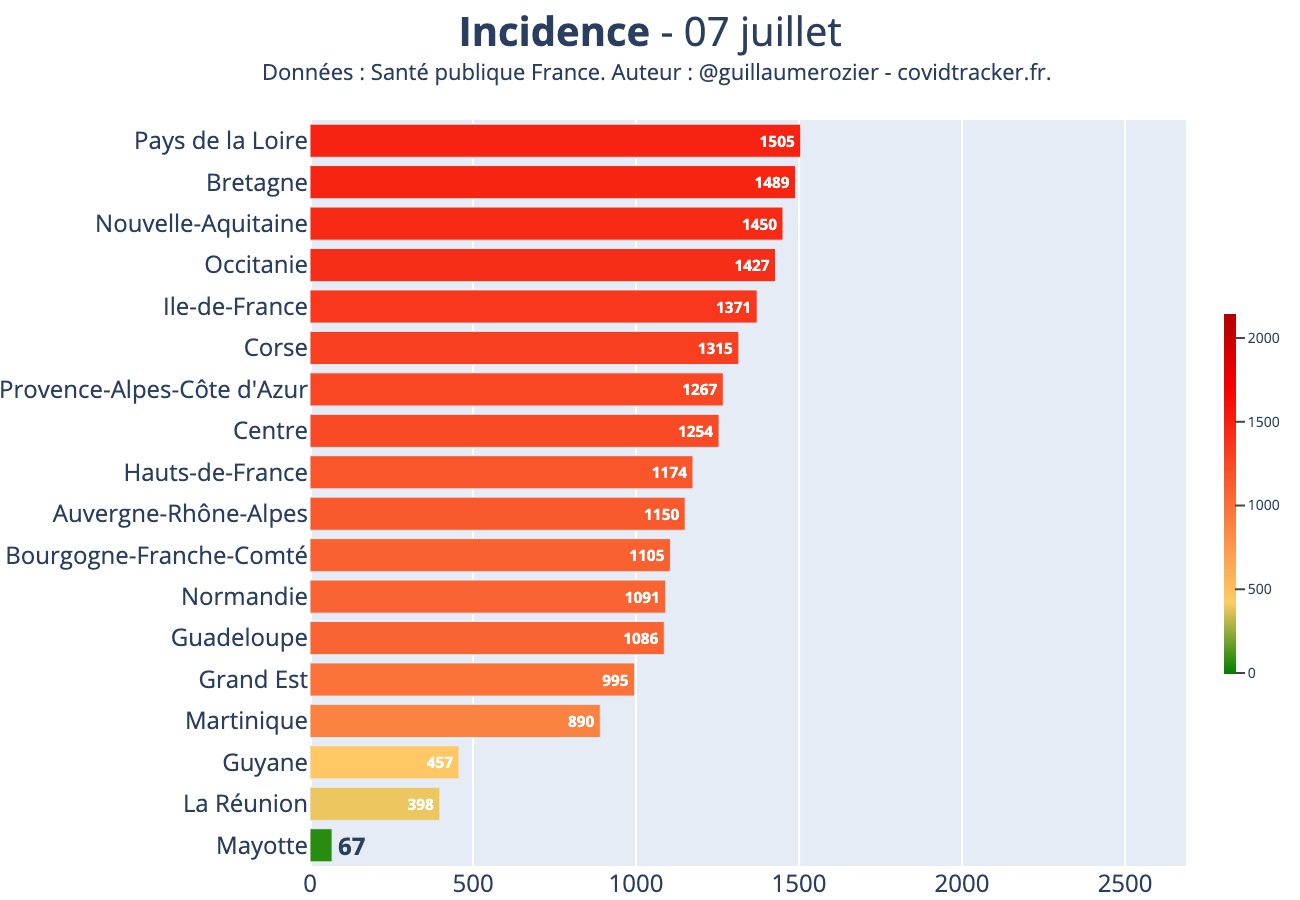 Incidence - 07 juillet
Données : Santé publique France. Auteur : @guillaumerozier - covidtracker.fr.
Pays de la Loire 1505
Bretagne 1489
Nouvelle-Aquitaine 1450
Occitanie 1427
Ile-de-France 1371
Corse 1315
Provence-Alpes-Côte d'Azur 1267
Centre 1254
Hauts-de-France 1174
Auvergne-Rhône-Alpes 1150
Bourgogne-Franche-Comté 1105
Normandie 1091
Guadeloupe 1086
Grand Est 995
Martinique 890
Guyane 457
La Réunion 398
Mayotte 67
0 500 1000 1500 2000 2500
2000
1500
1000
500
0